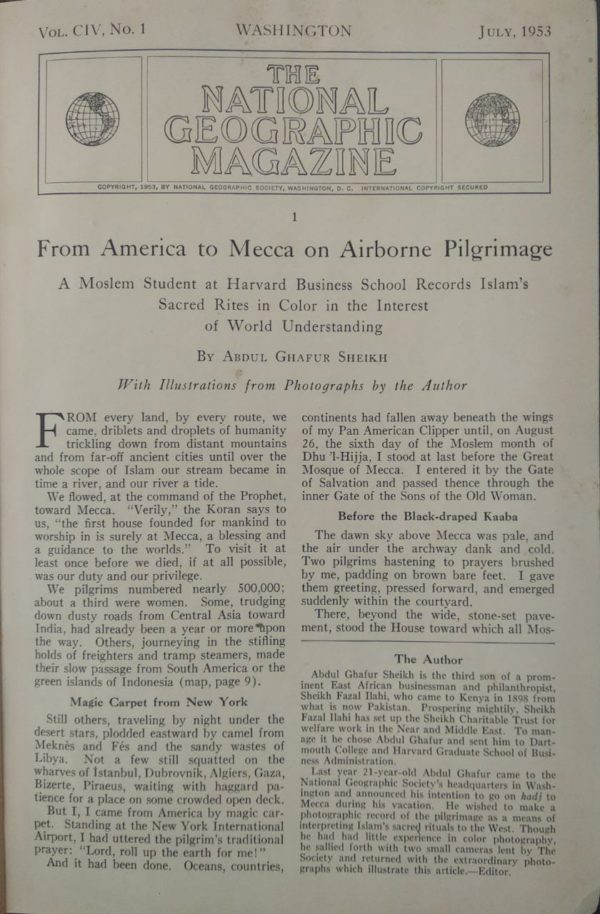 VOL. CIV, No. 1 WASHINGTON JULY, 1953
THE
NATIONAL
GEOGRAPHIC
MAGAZINE
COPYRIGHT, 1953, BY NATIONAL GEOGRAPHIC SOCIETY, WASHINGTON, D. C. INTERNATIONAL COPYRIGHT SECURED
1
From America to Mecca on Airborne Pilgrimage
A Moslem Student at Harvard Business School Records Islam's
Sacred Rites in Color in the Interest
of World Understanding
BY ABDUL GHAFUR SHEIKH
With Illustrations from Photographs by the Author
FROM every land, by every route, we
came, driblets and droplets of humanity
trickling down from distant mountains
and from far-off ancient cities until over the
whole scope of Islam our stream became in
time a river, and our river a tide.
We flowed, at the command of the Prophet,
toward Mecca. "Verily," the Koran says to
us, "the first house founded for mankind to
worship in is surely at Mecca, a blessing and
a guidance to the worlds." To visit it at
least once before we died, if at all possible,
was our duty and our privilege.
We pilgrims numbered nearly 500,000;
about a third were women. Some, trudging
down dusty roads from Central Asia toward
India, had already been a year or more upon
the way. Others, journeying in the stifling
holds of freighters and tramp steamers, made
their slow passage from South America or the
green islands of Indonesia (map, page 9).
Magic Carpet from New York
Still others, traveling by night under the
desert stars, plodded eastward by camel from
Meknès and Fés and the sandy wastes of
Libya. Not a few still squatted on the
wharves of İstanbul, Dubrovnik, Algiers, Gaza,
Bizerte, Piraeus, waiting with haggard pa-
tience for a place on some crowded open deck.
But I, I came from America by magic car-
pet. Standing at the New York International
Airport, I had uttered the pilgrim's traditional
prayer: "Lord, roll up the earth for me!"
And it had been done. Oceans, countries,
continents had fallen away beneath the wings
of my Pan American Clipper until, on August
26, the sixth day of the Moslem month of
Dhu 'l-Hijja, I stood at last before the Great
Mosque of Mecca. I entered it by the Gate
of Salvation and passed thence through the
inner Gate of the Sons of the Old Woman.
Before the Black-draped Kaaba
The dawn sky above Mecca was pale, and
the air under the archway dank and cold.
Two pilgrims hastening to prayers brushed
by me, padding on brown bare feet. I gave
them greeting, pressed forward, and emerged
suddenly within the courtyard.
There, beyond the wide, stone-set pave-
ment, stood the House toward which all Mos-
The Author
Abdul Ghafur Sheikh is the third son of a prom-
inent East African businessman and philanthropist,
Sheikh Fazal Ilahi, who came to Kenya in 1898 from
what is now Pakistan. Prospering mightily, Sheikh
Fazal Ilahi has set up the Sheikh Charitable Trust for
welfare work in the Near and Middle East. To man-
age it he chose Abdul Ghafur and sent him to Dart-
mouth College and Harvard Graduate School of Busi-
ness Administration.
Last year 21-year-old Abdul Ghafur came to the
National Geographic Society's headquarters in Wash-
ington and announced his intention to go on hadj to
Mecca during his vacation. He wished to make a
photographic record of the pilgrimage as a means of
interpreting Islam's sacred rituals to the West. Though
he had had little experience in color photography,
he sallied forth with two small cameras lent by The
Society and returned with the extraordinary photo-
graphs which illustrate this article.—Editor.